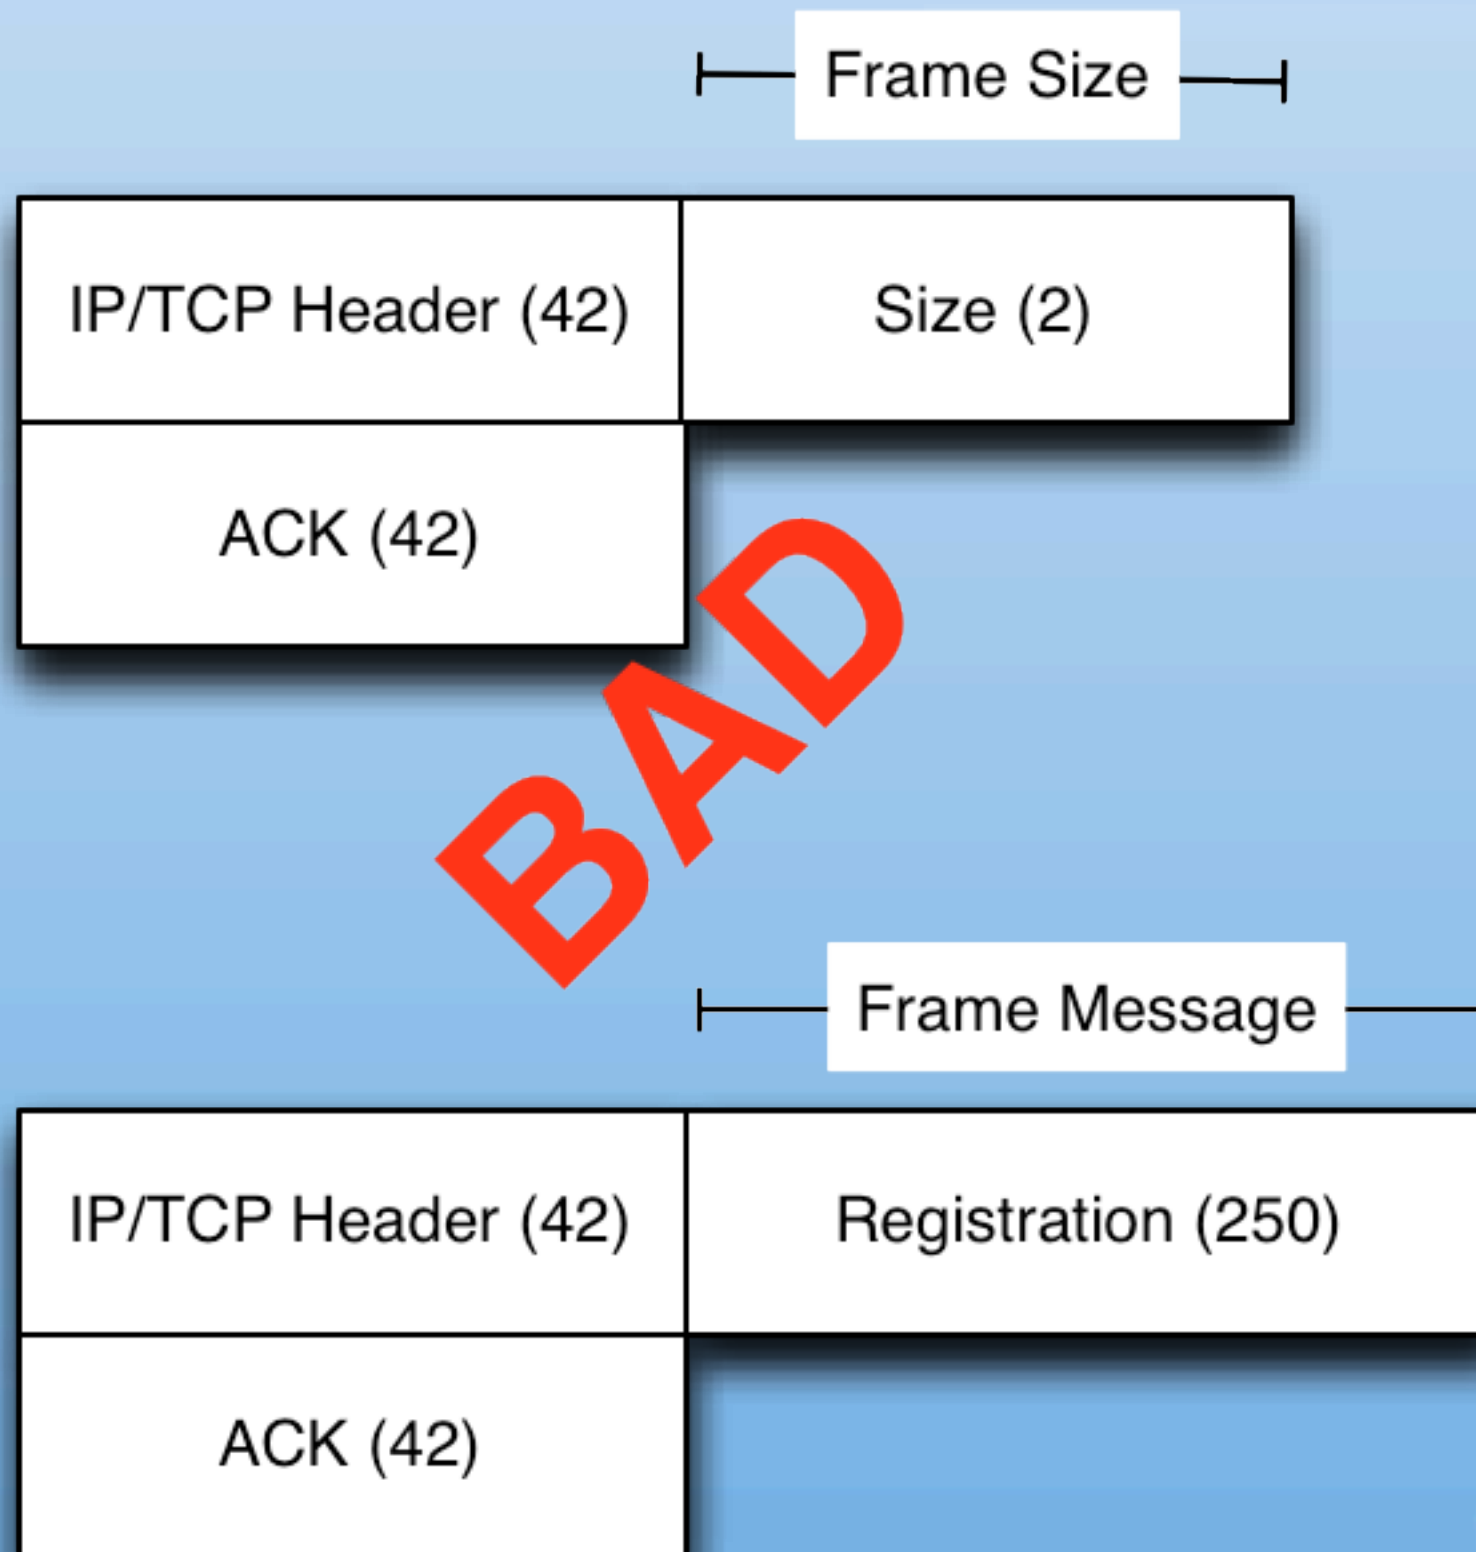 Frame Size
IP/TCP Header (42)
Size (2)
ACK (42)
BAD
Frame Message
IP/TCP Header (42)
Registration (250)
ACK (42)